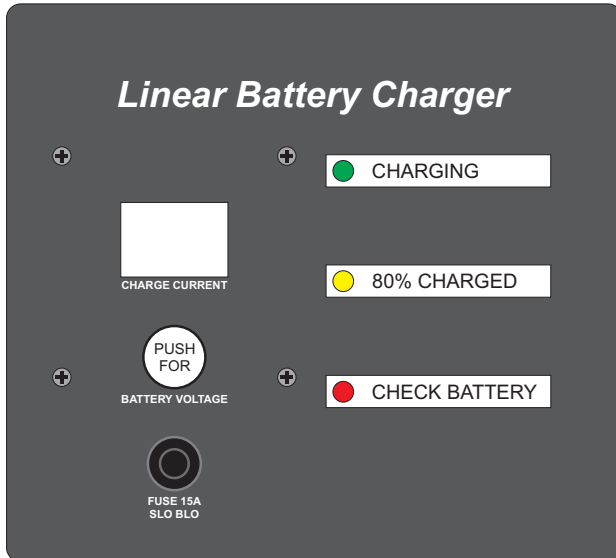 Linear Battery Charger
CHARGING
CHARGE CURRENT
80% CHARGED
PUSH
FOR
BATTERY VOLTAGE
CHECK BATTERY
FUSE 15A
SLO BLO